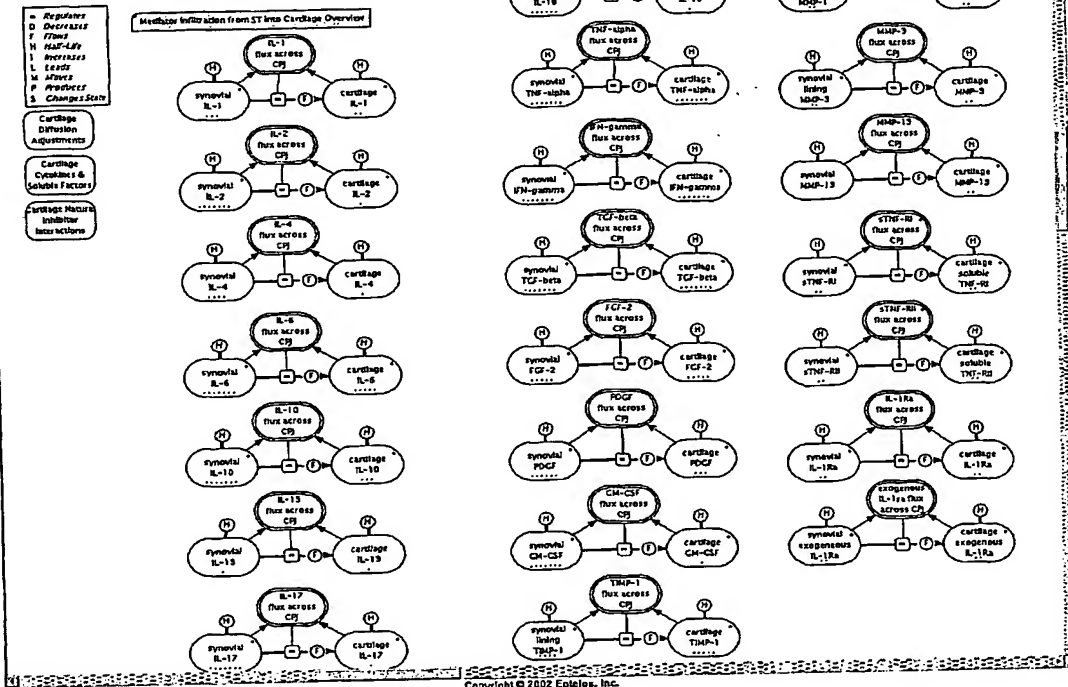 = Regulates
D Decreases
F Flows
H Half-Life
I Increases
L Leads
M Moves
P Produces
S Changes State
Cartilage
Diffusion
Adjustments
Cartilage
Cytokines &
Soluble Factors
Cartilage Natura
Inhibitor
Interactions
Mediator Infiltration from ST into Cartilage Overview
IL-1
flux across
CPJ
H
H
synovial
IL-1
=
F
cartilage
IL-1
IL-2
flux across
CPJ
H
H
synovial
IL-2
=
F
cartilage
IL-2
IL-4
flux across
CPJ
H
H
synovial
IL-4
=
F
cartilage
IL-4
IL-6
flux across
CPJ
H
H
synovial
IL-6
=
F
cartilage
IL-6
IL-10
flux across
CPJ
H
H
synovial
IL-10
=
F
cartilage
IL-10
IL-13
flux across
CPJ
H
H
synovial
IL-13
=
F
cartilage
IL-13
IL-17
flux across
CPJ
H
H
synovial
IL-17
=
F
cartilage
IL-17
IL-18
=
F
TNF-alpha
flux across
CPJ
H
H
synovial
TNF-alpha
=
F
cartilage
TNF-alpha
IFN-gamma
flux across
CPJ
H
H
synovial
IFN-gamma
=
F
cartilage
IFN-gamma
TGF-beta
flux across
CPJ
H
H
synovial
TGF-beta
=
F
cartilage
TGF-beta
FGF-2
flux across
CPJ
H
H
synovial
FGF-2
=
F
cartilage
FGF-2
PDGF
flux across
CPJ
H
H
synovial
PDGF
=
F
cartilage
PDGF
GM-CSF
flux across
CPJ
H
H
synovial
GM-CSF
=
F
cartilage
GM-CSF
TIMP-1
flux across
CPJ
H
H
synovial
lining
TIMP-1
=
F
cartilage
TIMP-1
MMP-1
MMP-3
flux across
CPJ
H
H
synovial
lining
MMP-3
=
F
cartilage
MMP-3
MMP-13
flux across
CPJ
H
H
synovial
MMP-13
=
F
cartilage
MMP-13
sTNF-RI
flux across
CPJ
H
H
synovial
sTNF-RI
=
F
cartilage
soluble
TNF-RI
sTNF-RII
flux across
CPJ
H
H
synovial
sTNF-RII
=
F
cartilage
soluble
TNF-RII
IL-1Ra
flux across
CPJ
H
H
synovial
IL-1Ra
=
F
cartilage
IL-1Ra
exogenous
IL-1ra flux
across CPJ
H
H
synovial
exogeneous
IL-1Ra
=
F
cartilage
exogenous
IL-1Ra
Copyright © 2002 Entelos, Inc.